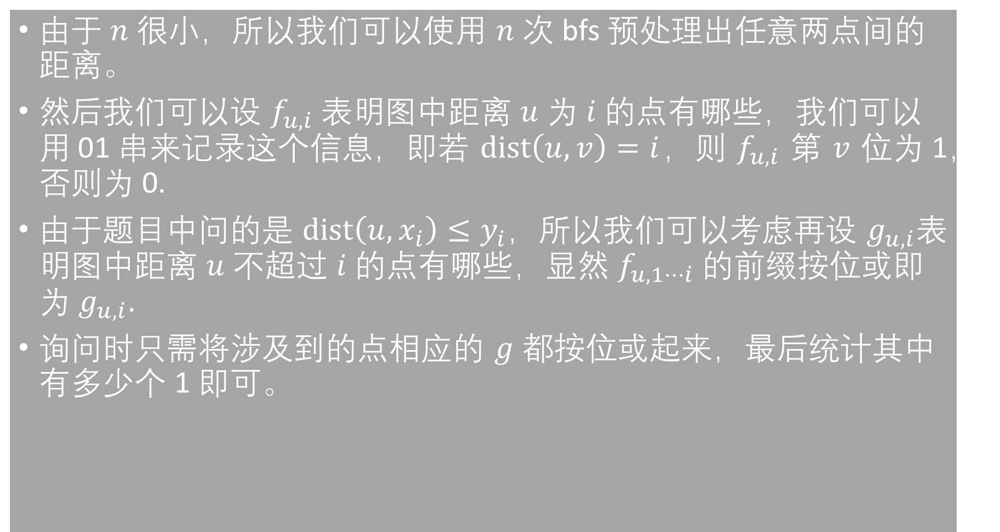 • 由于 n 很小，所以我们可以使用 n 次 bfs 预处理出任意两点间的
距离。
• 然后我们可以设 f_{u,i} 表明图中距离 u 为 i 的点有哪些，我们可以
用 01 串来记录这个信息，即若 dist(u, v) = i，则 f_{u,i} 第 v 位为 1，
否则为 0.
• 由于题目中问的是 dist(u, x_i) ≤ y_i，所以我们可以考虑再设 g_{u,i}表
明图中距离 u 不超过 i 的点有哪些，显然 f_{u,1⋯i} 的前缀按位或即
为 g_{u,i}.
• 询问时只需将涉及到的点相应的 g 都按位或起来，最后统计其中
有多少个 1 即可。